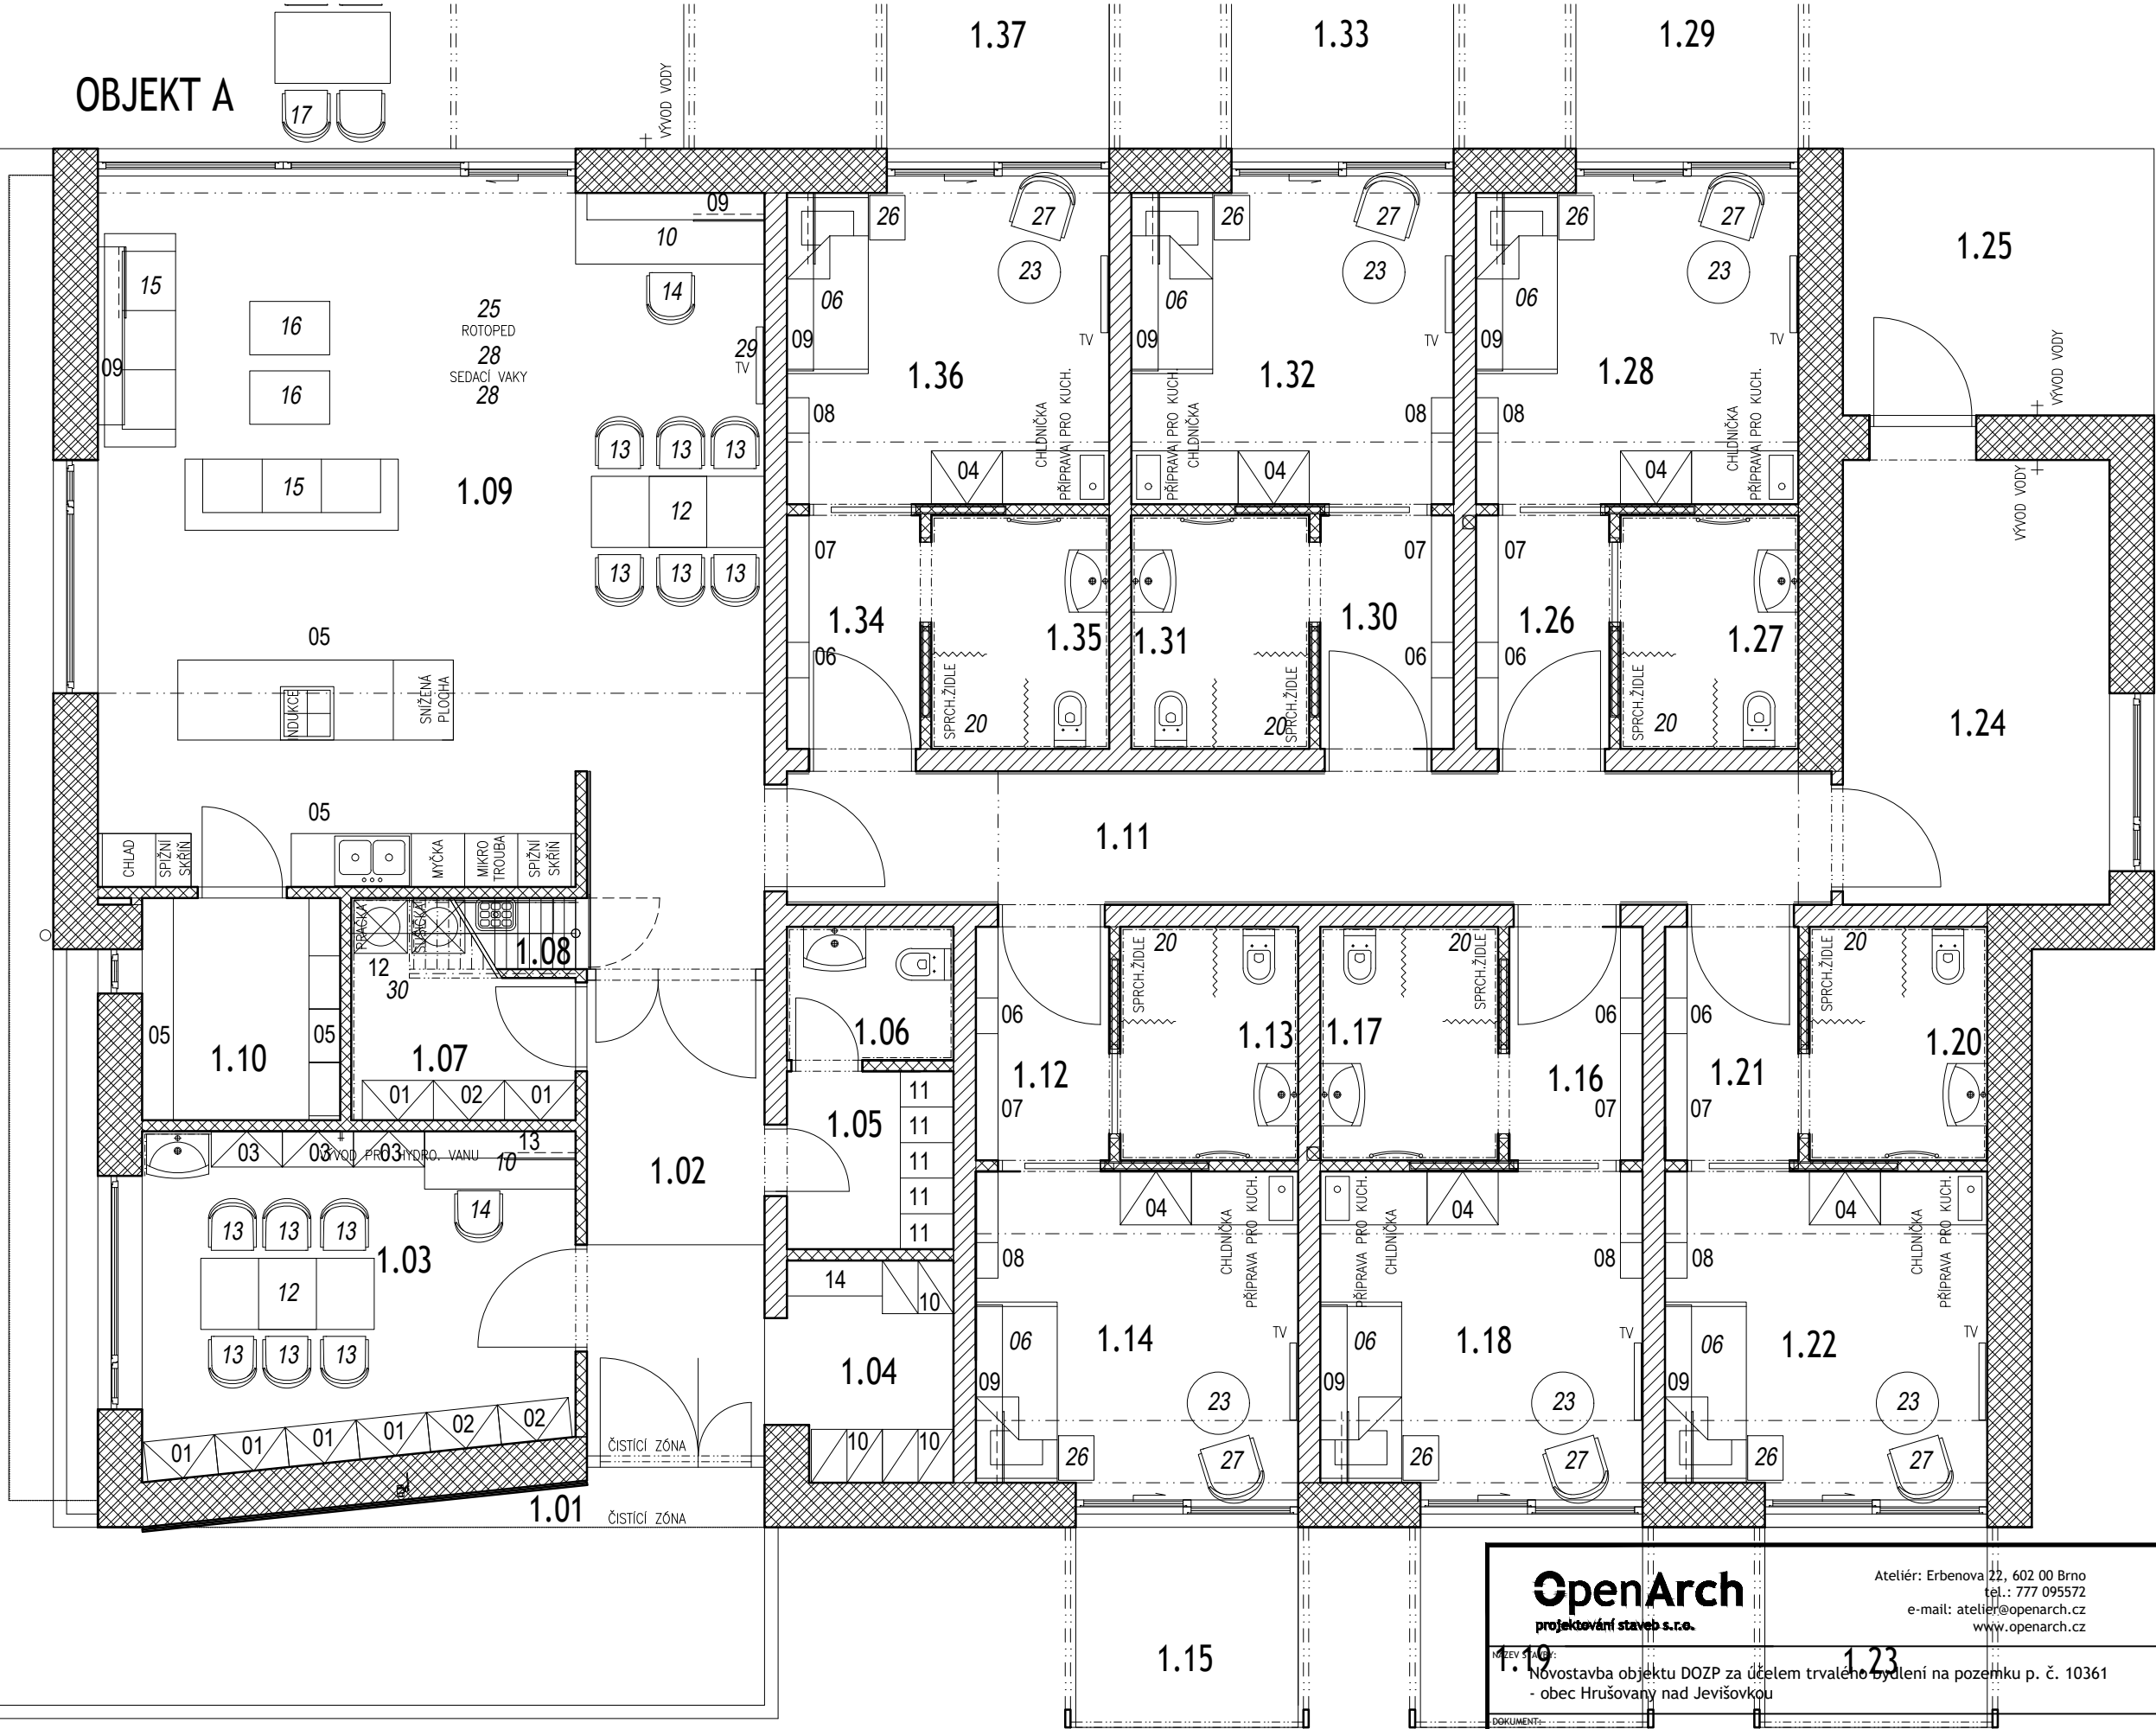 1.37
1.33
1.29
OBJEKT A
17
VÝVOD VODY
09
10
14
15
09
16
16
25
ROTOPED
28
SEDACÍ VAKY
28
29
TV
15
1.09
13
13
13
12
13
13
13
05
INDUKCE
SNÍŽENÁ
PLOCHA
05
CHLAD
SPIŽNÍ
SKŘÍŇ
MYČKA
MIKRO
TROUBA
SPIŽNÍ
SKŘÍŇ
26
27
23
06
09
TV
1.36
08
CHLDNIČKA
PŘÍPRAVA PRO KUCH.
04
07
1.34
06
1.35
SPRCH.ŽIDLE
20
26
27
23
06
09
TV
1.32
08
PŘÍPRAVA PRO KUCH.
CHLDNIČKA
04
07
1.31
1.30
06
SPRCH.ŽIDLE
20
26
27
23
06
09
TV
1.28
08
CHLDNIČKA
PŘÍPRAVA PRO KUCH.
04
07
1.26
06
1.27
SPRCH.ŽIDLE
20
1.25
VÝVOD VODY
VÝVOD VODY
1.24
1.11
PRAČKA
SUŠIČKA
1.08
12
30
05
1.10
05
1.07
01
02
01
1.06
1.05
11
11
11
11
11
1.02
03
03
03
VÝVOD PRO HYDRO. VANU
13
10
14
13
13
13
1.03
12
13
13
13
01
01
01
01
02
02
14
10
1.04
10
10
ČISTÍCÍ ZÓNA
1.01
ČISTÍCÍ ZÓNA
SPRCH.ŽIDLE
20
06
1.12
07
1.13
04
CHLDNIČKA
PŘÍPRAVA PRO KUCH.
08
06
1.14
TV
09
23
26
27
20
SPRCH.ŽIDLE
1.17
06
1.16
07
PŘÍPRAVA PRO KUCH.
CHLDNIČKA
04
08
06
1.18
TV
09
23
26
27
SPRCH.ŽIDLE
20
06
1.21
07
1.20
04
CHLDNIČKA
PŘÍPRAVA PRO KUCH.
08
06
1.22
TV
09
23
26
27
1.15
1.19
1.23
OpenArch
projektování staveb s.r.o.
Ateliér: Erbenova 22, 602 00 Brno
tel.: 777 095572
e-mail: atelier@openarch.cz
www.openarch.cz
NÁZEV STAVBY:
Novostavba objektu DOZP za účelem trvalého bydlení na pozemku p. č. 10361
- obec Hrušovany nad Jevišovkou
DOKUMENT: